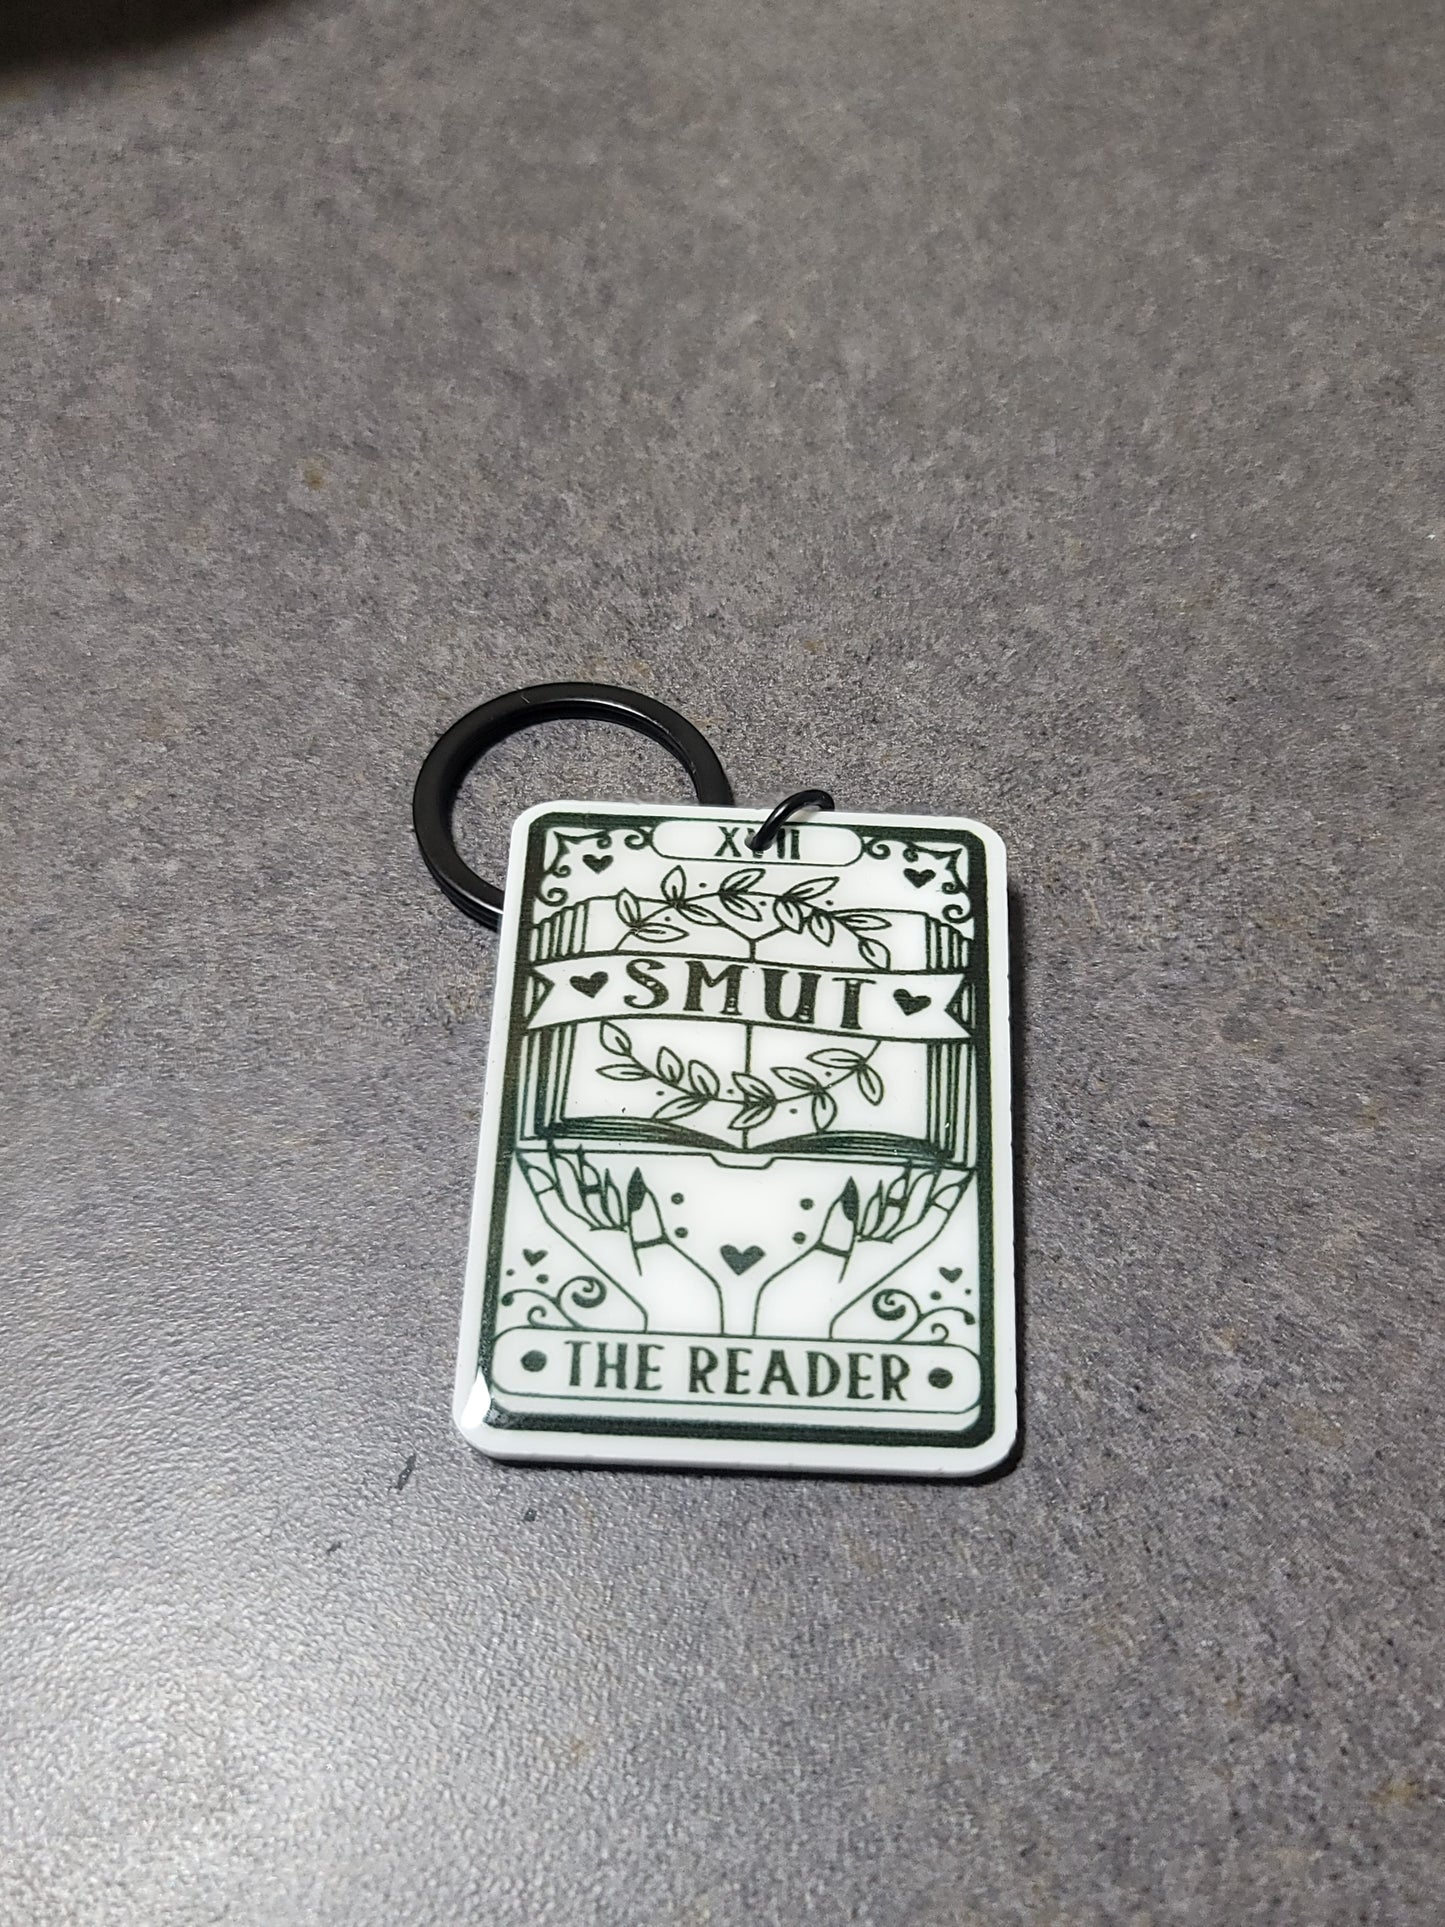 XVII
SMUT
THE READER